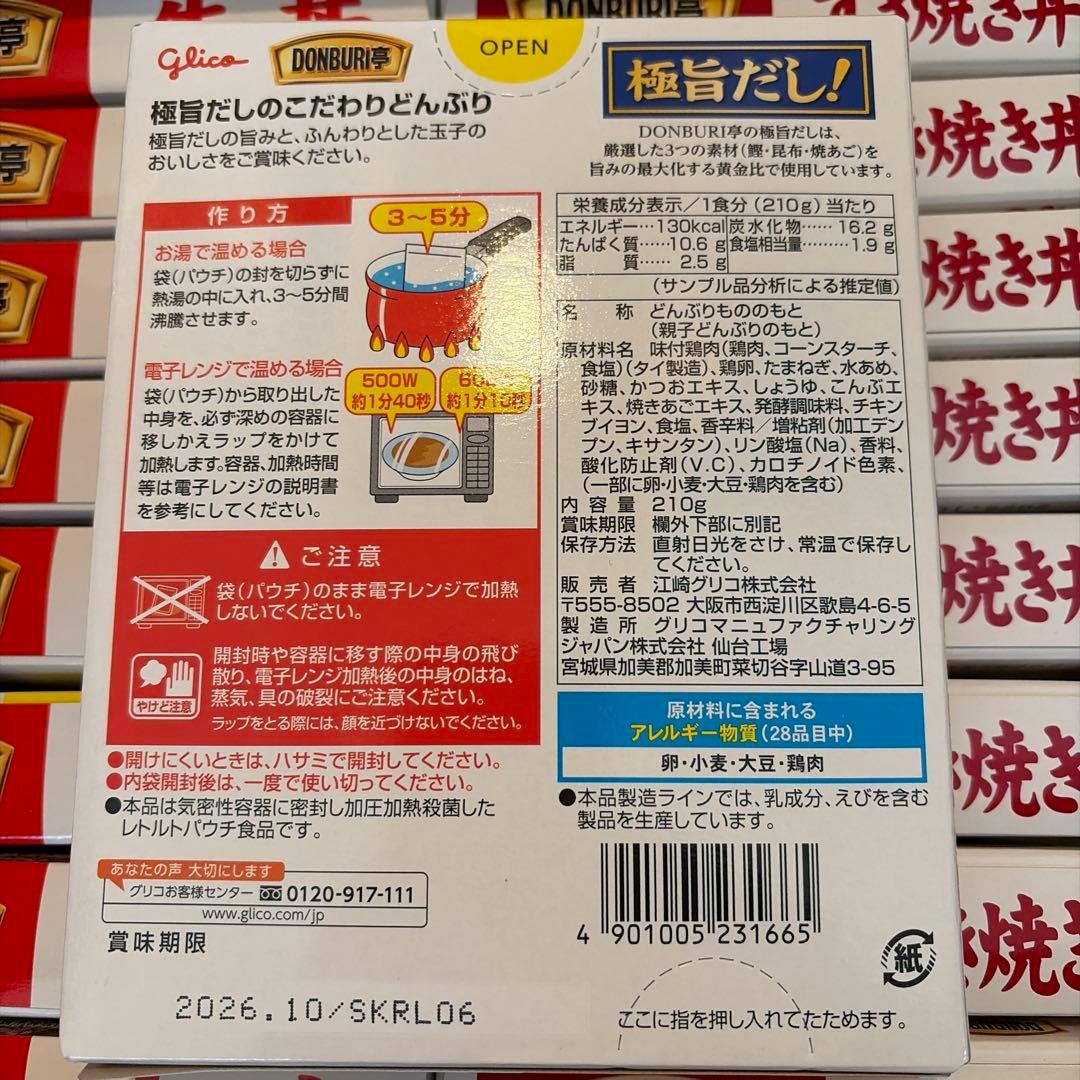 Glico
DONBURI亭
OPEN
極旨だしのこだわりどんぶり
極旨だしの旨みと、ふんわりとした玉子の
おいしさをご賞味ください。
極旨だし!
DONBURI亭の極旨だしは、
厳選した3つの素材(鰹・昆布・焼あご)を
旨みの最大化する黄金比で使用しています。
作り方
お湯で温める場合
袋(パウチ)の封を切らずに
熱湯の中に入れ、3〜5分間
沸騰させます。
3〜5分
電子レンジで温める場合
袋(パウチ)から取り出した
中身を、必ず深めの容器に
移しかえラップをかけて
加熱します。容器、加熱時間
等は電子レンジの説明書
を参考にしてください。
500W
約1分40秒
約1分10秒
ご注意
袋(パウチ)のまま電子レンジで加熱
しないでください。
やけど注意
開封時や容器に移す際の中身の飛び
散り、電子レンジ加熱後の中身のはね、
蒸気、具の破裂にご注意ください。
ラップをとる際には、顔を近づけないでください。
●開けにくいときは、ハサミで開封してください。
●内袋開封後は、一度で使い切ってください。
●本品は気密性容器に密封し加圧加熱殺菌した
レトルトパウチ食品です。
あなたの声 大切にします
グリコお客様センター 0120-917-111
www.glico.com/jp
賞味期限
2026.10/SKRL06
栄養成分表示/1食分(210g)当たり
エネルギー…130kcal 炭水化物……16.2g
たんぱく質……10.6g 食塩相当量………1.9g
脂質……2.5g
(サンプル品分析による推定値)
名称 どんぶりもののもと
(親子どんぶりのもと)
原材料名 味付鶏肉(鶏肉、コーンスターチ、
食塩)(タイ製造)、鶏卵、たまねぎ、水あめ、
砂糖、かつおエキス、しょうゆ、こんぶエ
キス、焼きあごエキス、発酵調味料、チキン
ブイヨン、食塩、香辛料/増粘剤(加工デン
プン、キサンタン)、リン酸塩(Na)、香料、
酸化防止剤(V.C)、カロチノイド色素、
(一部に卵・小麦・大豆・鶏肉を含む)
内容量 210g
賞味期限 欄外下部に別記
保存方法 直射日光をさけ、常温で保存し
てください。
販売者 江崎グリコ株式会社
〒555-8502 大阪市西淀川区歌島4-6-5
製造所 グリコマニュファクチャリング
ジャパン株式会社 仙台工場
宮城県加美郡加美町菜切谷字山道3-95
原材料に含まれる
アレルギー物質(28品目中)
卵・小麦・大豆・鶏肉
●本品製造ラインでは、乳成分、えびを含む
製品を生産しています。
4 901005 231665
紙
ここに指を押し入れてたためます。
牛丼
DONBURI亭
すき焼き丼
焼き丼
焼き丼
焼き丼
焼き丼
焼き丼
焼き